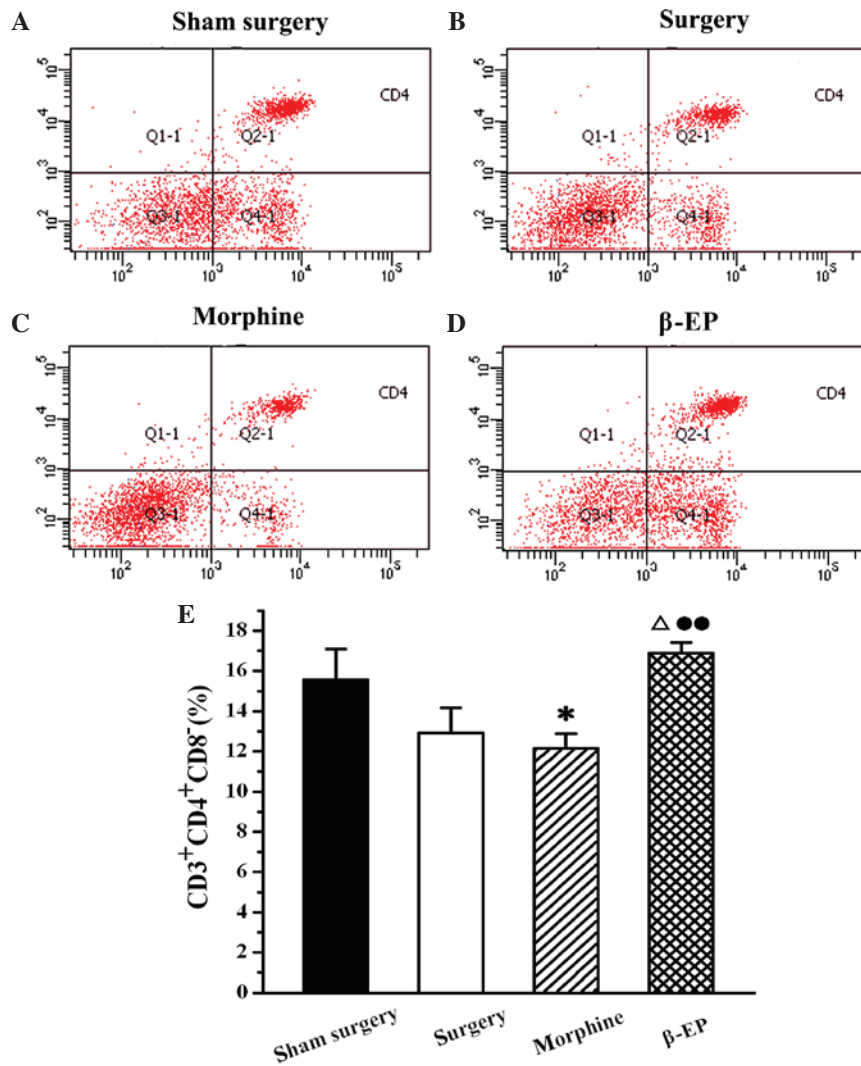 A
Sham surgery
10^5
10^4
10^3
10^2
CD4
Q1-1
Q2-1
Q3-1
Q4-1
10^2
10^3
10^4
10^5
B
Surgery
10^5
10^4
10^3
10^2
CD4
Q1-1
Q2-1
Q3-1
Q4-1
10^2
10^3
10^4
10^5
C
Morphine
10^5
10^4
10^3
10^2
CD4
Q1-1
Q2-1
Q3-1
Q4-1
10^2
10^3
10^4
10^5
D
β-EP
10^5
10^4
10^3
10^2
CD4
Q1-1
Q2-1
Q3-1
Q4-1
10^2
10^3
10^4
10^5
E
CD3⁺CD4⁺CD8⁻(%)
18
16
14
12
10
8
6
4
2
0
*
△ ●●
Sham surgery
Surgery
Morphine
β-EP